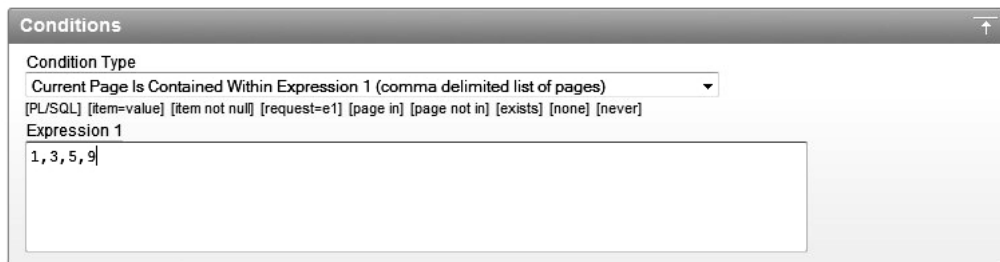 Conditions
Condition Type
Current Page Is Contained Within Expression 1 (comma delimited list of pages)
[PL/SQL] [item=value] [item not null] [request=e1] [page in] [page not in] [exists] [none] [never]
Expression 1
1,3,5,9